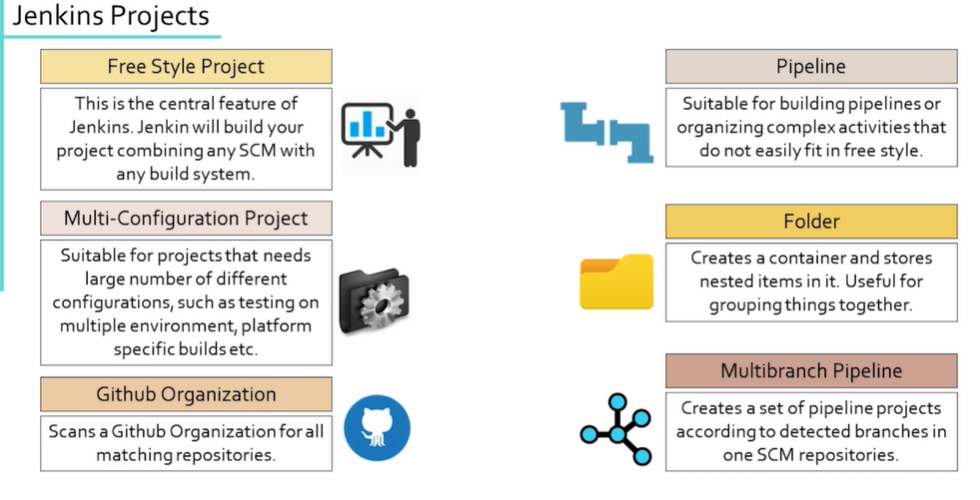 Jenkins Projects
Free Style Project
This is the central feature of
Jenkins. Jenkin will build your
project combining any SCM with
any build system.
Multi-Configuration Project
Suitable for projects that needs
large number of different
configurations, such as testing on
multiple environment, platform
specific builds etc.
Github Organization
Scans a Github Organization for all
matching repositories.
Pipeline
Suitable for building pipelines or
organizing complex activities that
do not easily fit in free style.
Folder
Creates a container and stores
nested items in it. Useful for
grouping things together.
Multibranch Pipeline
Creates a set of pipeline projects
according to detected branches in
one SCM repositories.